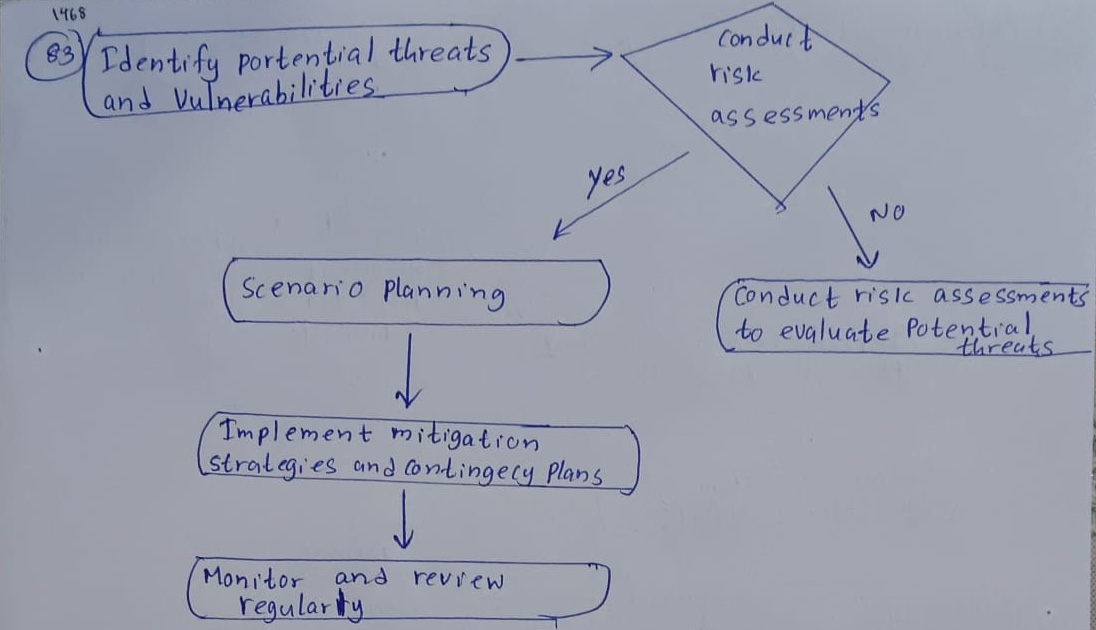 1468
83
Identify portential threats
and Vulnerabilities
conduct
risk
assessments
yes
NO
Scenario planning
Conduct risk assessments
to evaluate Potential
threats
Implement mitigation
strategies and contingecy Plans
Monitor and review
regularly